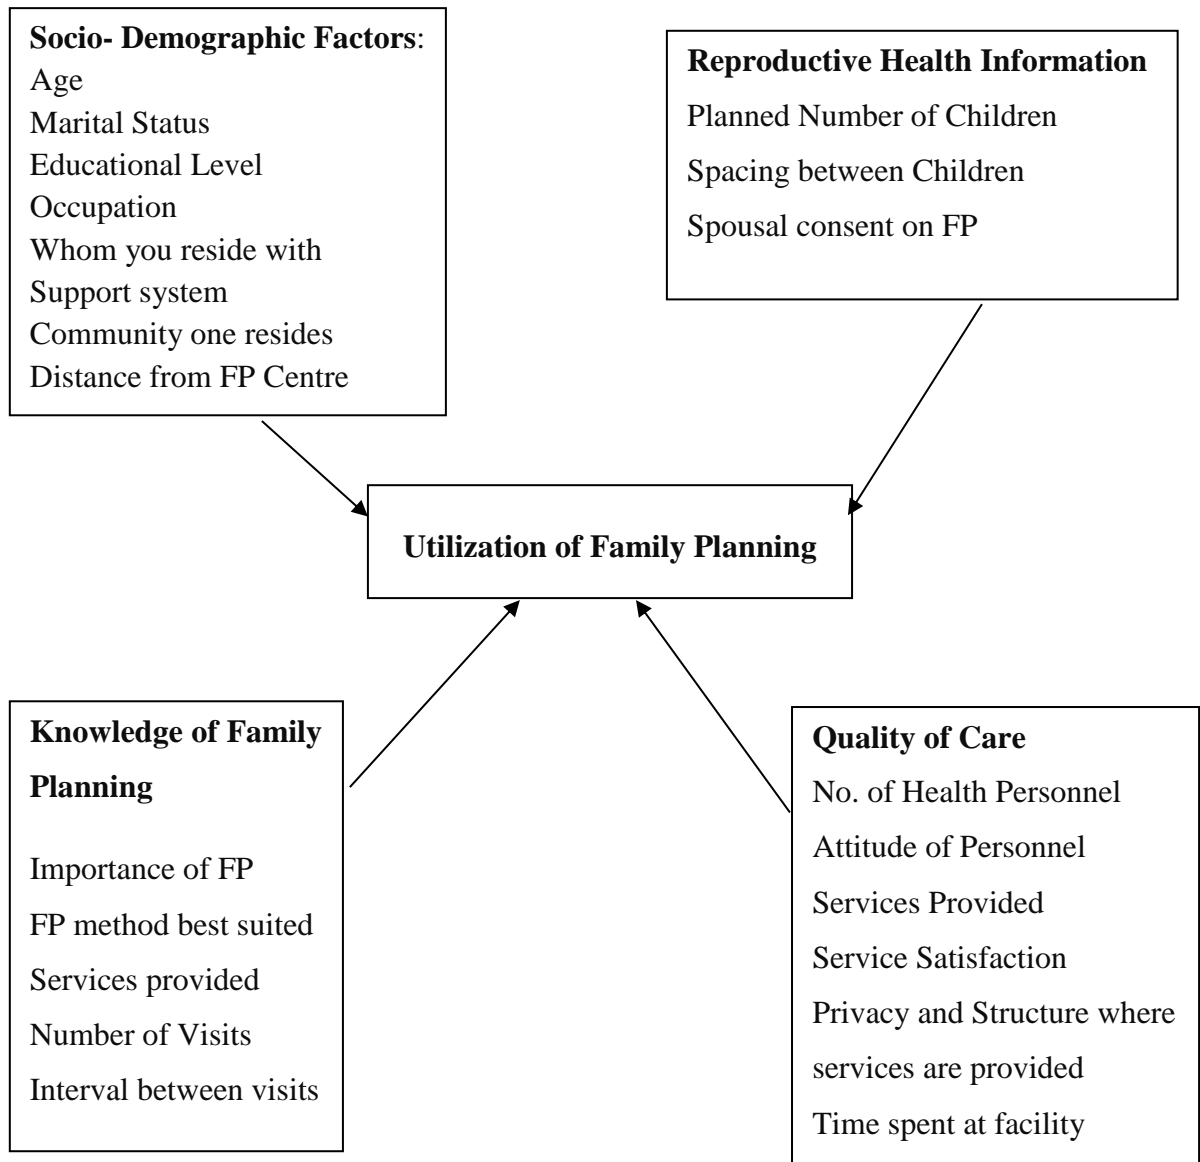 Socio- Demographic Factors:
Age
Marital Status
Educational Level
Occupation
Whom you reside with
Support system
Community one resides
Distance from FP Centre
Reproductive Health Information
Planned Number of Children
Spacing between Children
Spousal consent on FP
Utilization of Family Planning
Knowledge of Family
Planning
Importance of FP
FP method best suited
Services provided
Number of Visits
Interval between visits
Quality of Care
No. of Health Personnel
Attitude of Personnel
Services Provided
Service Satisfaction
Privacy and Structure where
services are provided
Time spent at facility